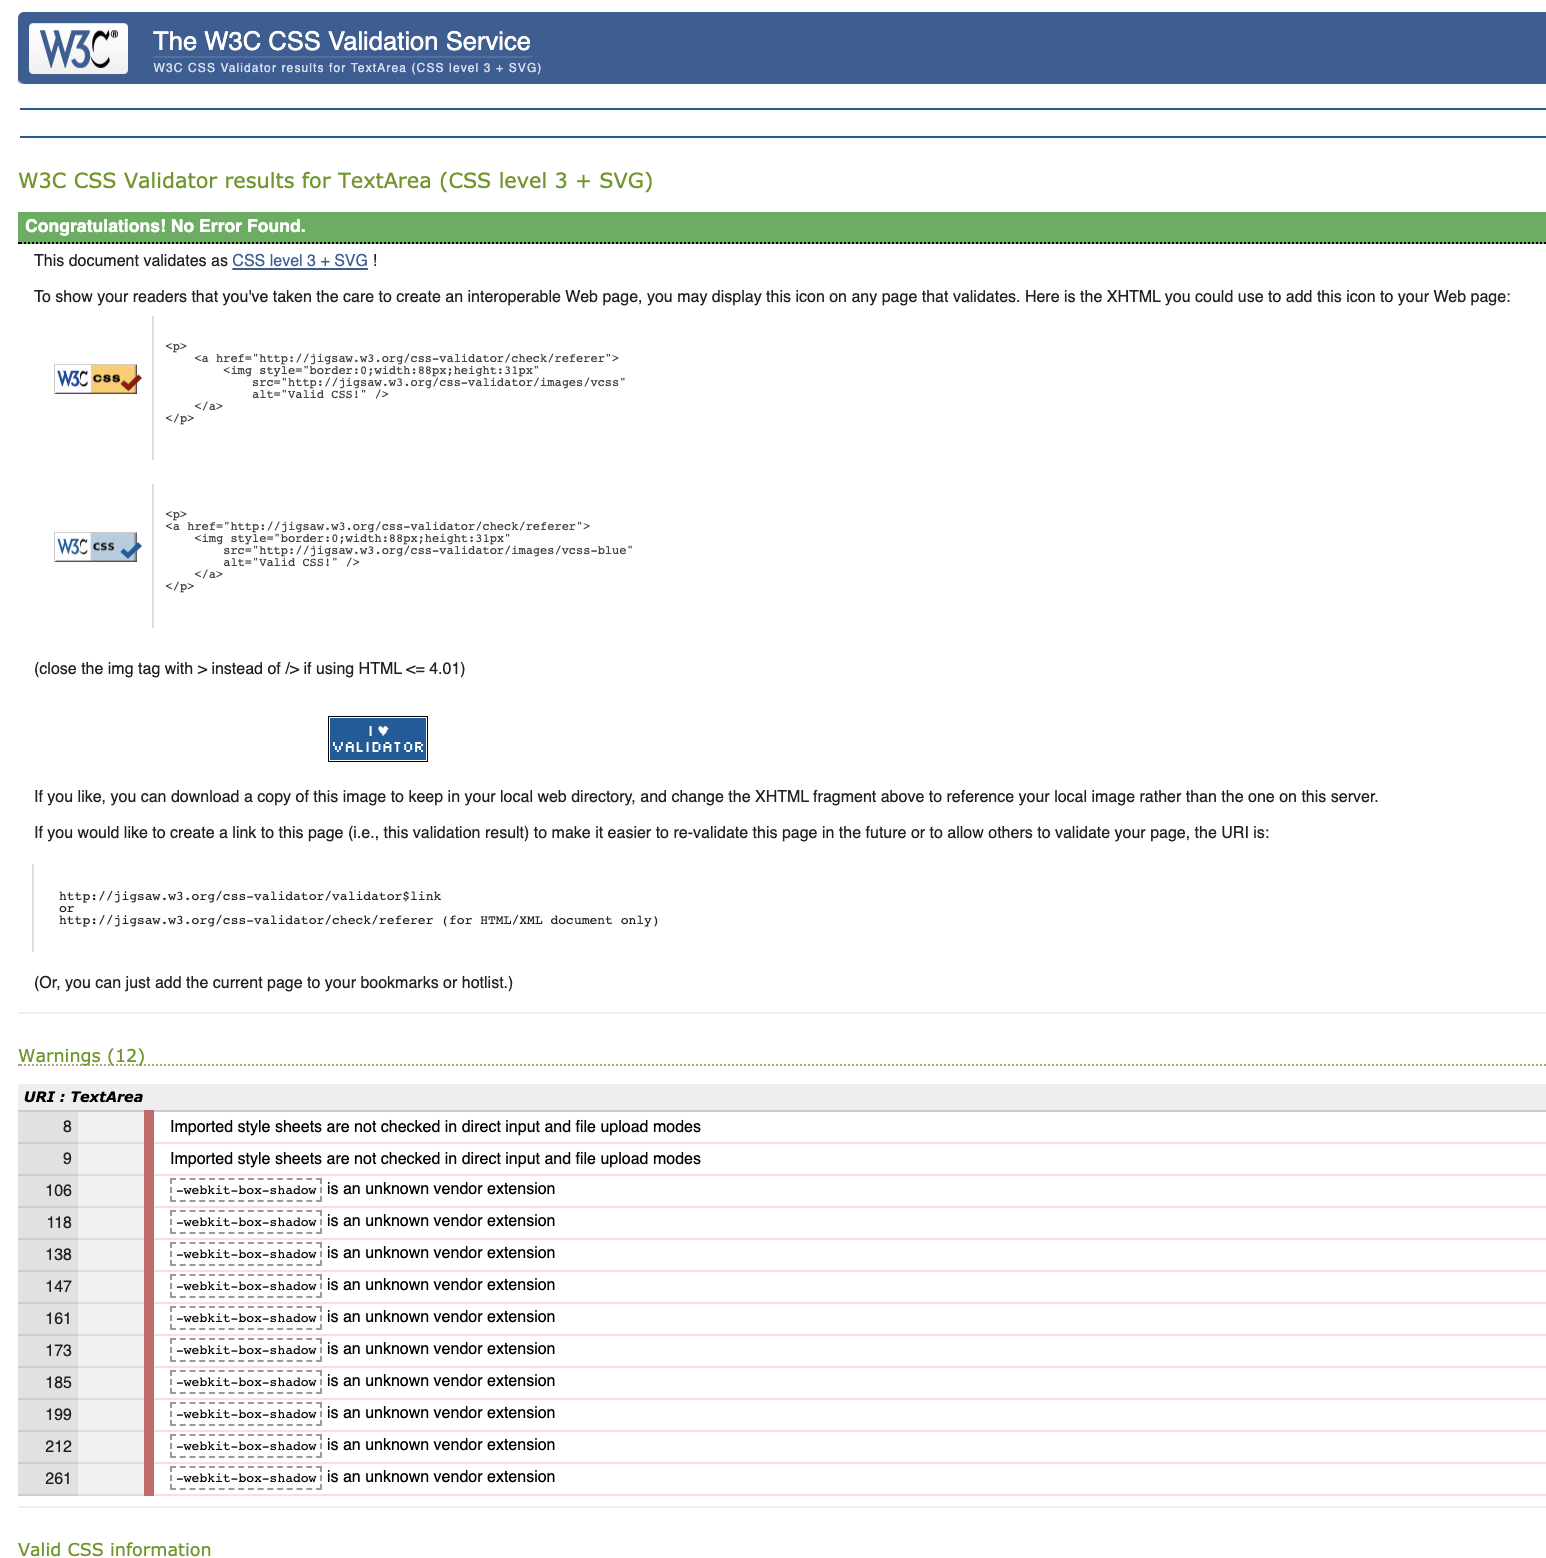 W3C®
The W3C CSS Validation Service
W3C CSS Validator results for TextArea (CSS level 3 + SVG)
W3C CSS Validator results for TextArea (CSS level 3 + SVG)
Congratulations! No Error Found.
This document validates as CSS level 3 + SVG !
To show your readers that you've taken the care to create an interoperable Web page, you may display this icon on any page that validates. Here is the XHTML you could use to add this icon to your Web page:
W3C css
<p>
<a href="http://jigsaw.w3.org/css-validator/check/referer">
<img style="border:0;width:88px;height:31px"
src="http://jigsaw.w3.org/css-validator/images/vcss"
alt="Valid CSS!" />
</a>
</p>
W3C css
<p>
<a href="http://jigsaw.w3.org/css-validator/check/referer">
<img style="border:0;width:88px;height:31px"
src="http://jigsaw.w3.org/css-validator/images/vcss-blue"
alt="Valid CSS!" />
</a>
</p>
(close the img tag with > instead of /> if using HTML <= 4.01)
I ♥
VALIDATOR
If you like, you can download a copy of this image to keep in your local web directory, and change the XHTML fragment above to reference your local image rather than the one on this server.
If you would like to create a link to this page (i.e., this validation result) to make it easier to re-validate this page in the future or to allow others to validate your page, the URI is:
http://jigsaw.w3.org/css-validator/validator$link
or
http://jigsaw.w3.org/css-validator/check/referer (for HTML/XML document only)
(Or, you can just add the current page to your bookmarks or hotlist.)
Warnings (12)
URI : TextArea
8 Imported style sheets are not checked in direct input and file upload modes
9 Imported style sheets are not checked in direct input and file upload modes
106 -webkit-box-shadow is an unknown vendor extension
118 -webkit-box-shadow is an unknown vendor extension
138 -webkit-box-shadow is an unknown vendor extension
147 -webkit-box-shadow is an unknown vendor extension
161 -webkit-box-shadow is an unknown vendor extension
173 -webkit-box-shadow is an unknown vendor extension
185 -webkit-box-shadow is an unknown vendor extension
199 -webkit-box-shadow is an unknown vendor extension
212 -webkit-box-shadow is an unknown vendor extension
261 -webkit-box-shadow is an unknown vendor extension
Valid CSS information